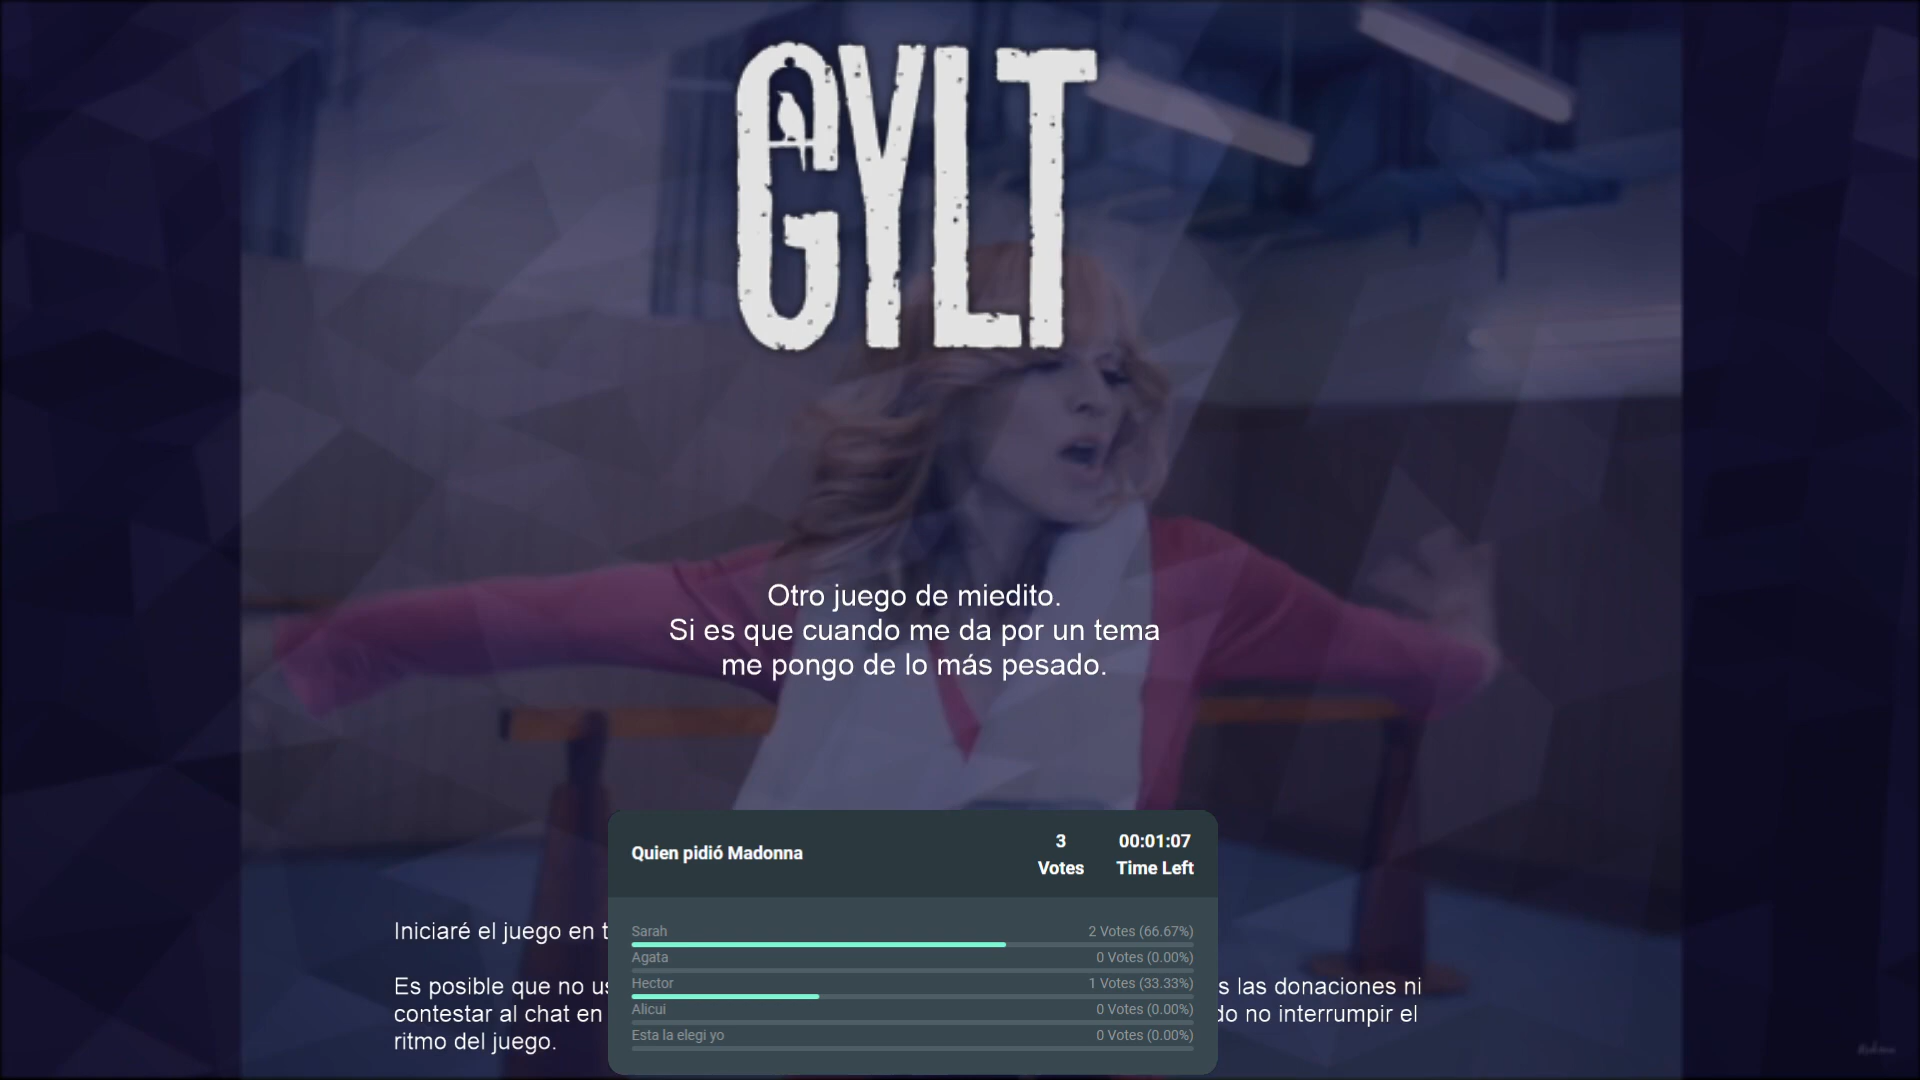 GYLT
Otro juego de miedito.
Si es que cuando me da por un tema
me pongo de lo más pesado.
Quien pidió Madonna
3
Votes
00:01:07
Time Left
Sarah
2 Votes (66.67%)
Agata
0 Votes (0.00%)
Hector
1 Votes (33.33%)
Alicui
0 Votes (0.00%)
Esta la elegi yo
0 Votes (0.00%)
Iniciaré el juego en t
Es posible que no us
s las donaciones ni
contestar al chat en
do no interrumpir el
ritmo del juego.